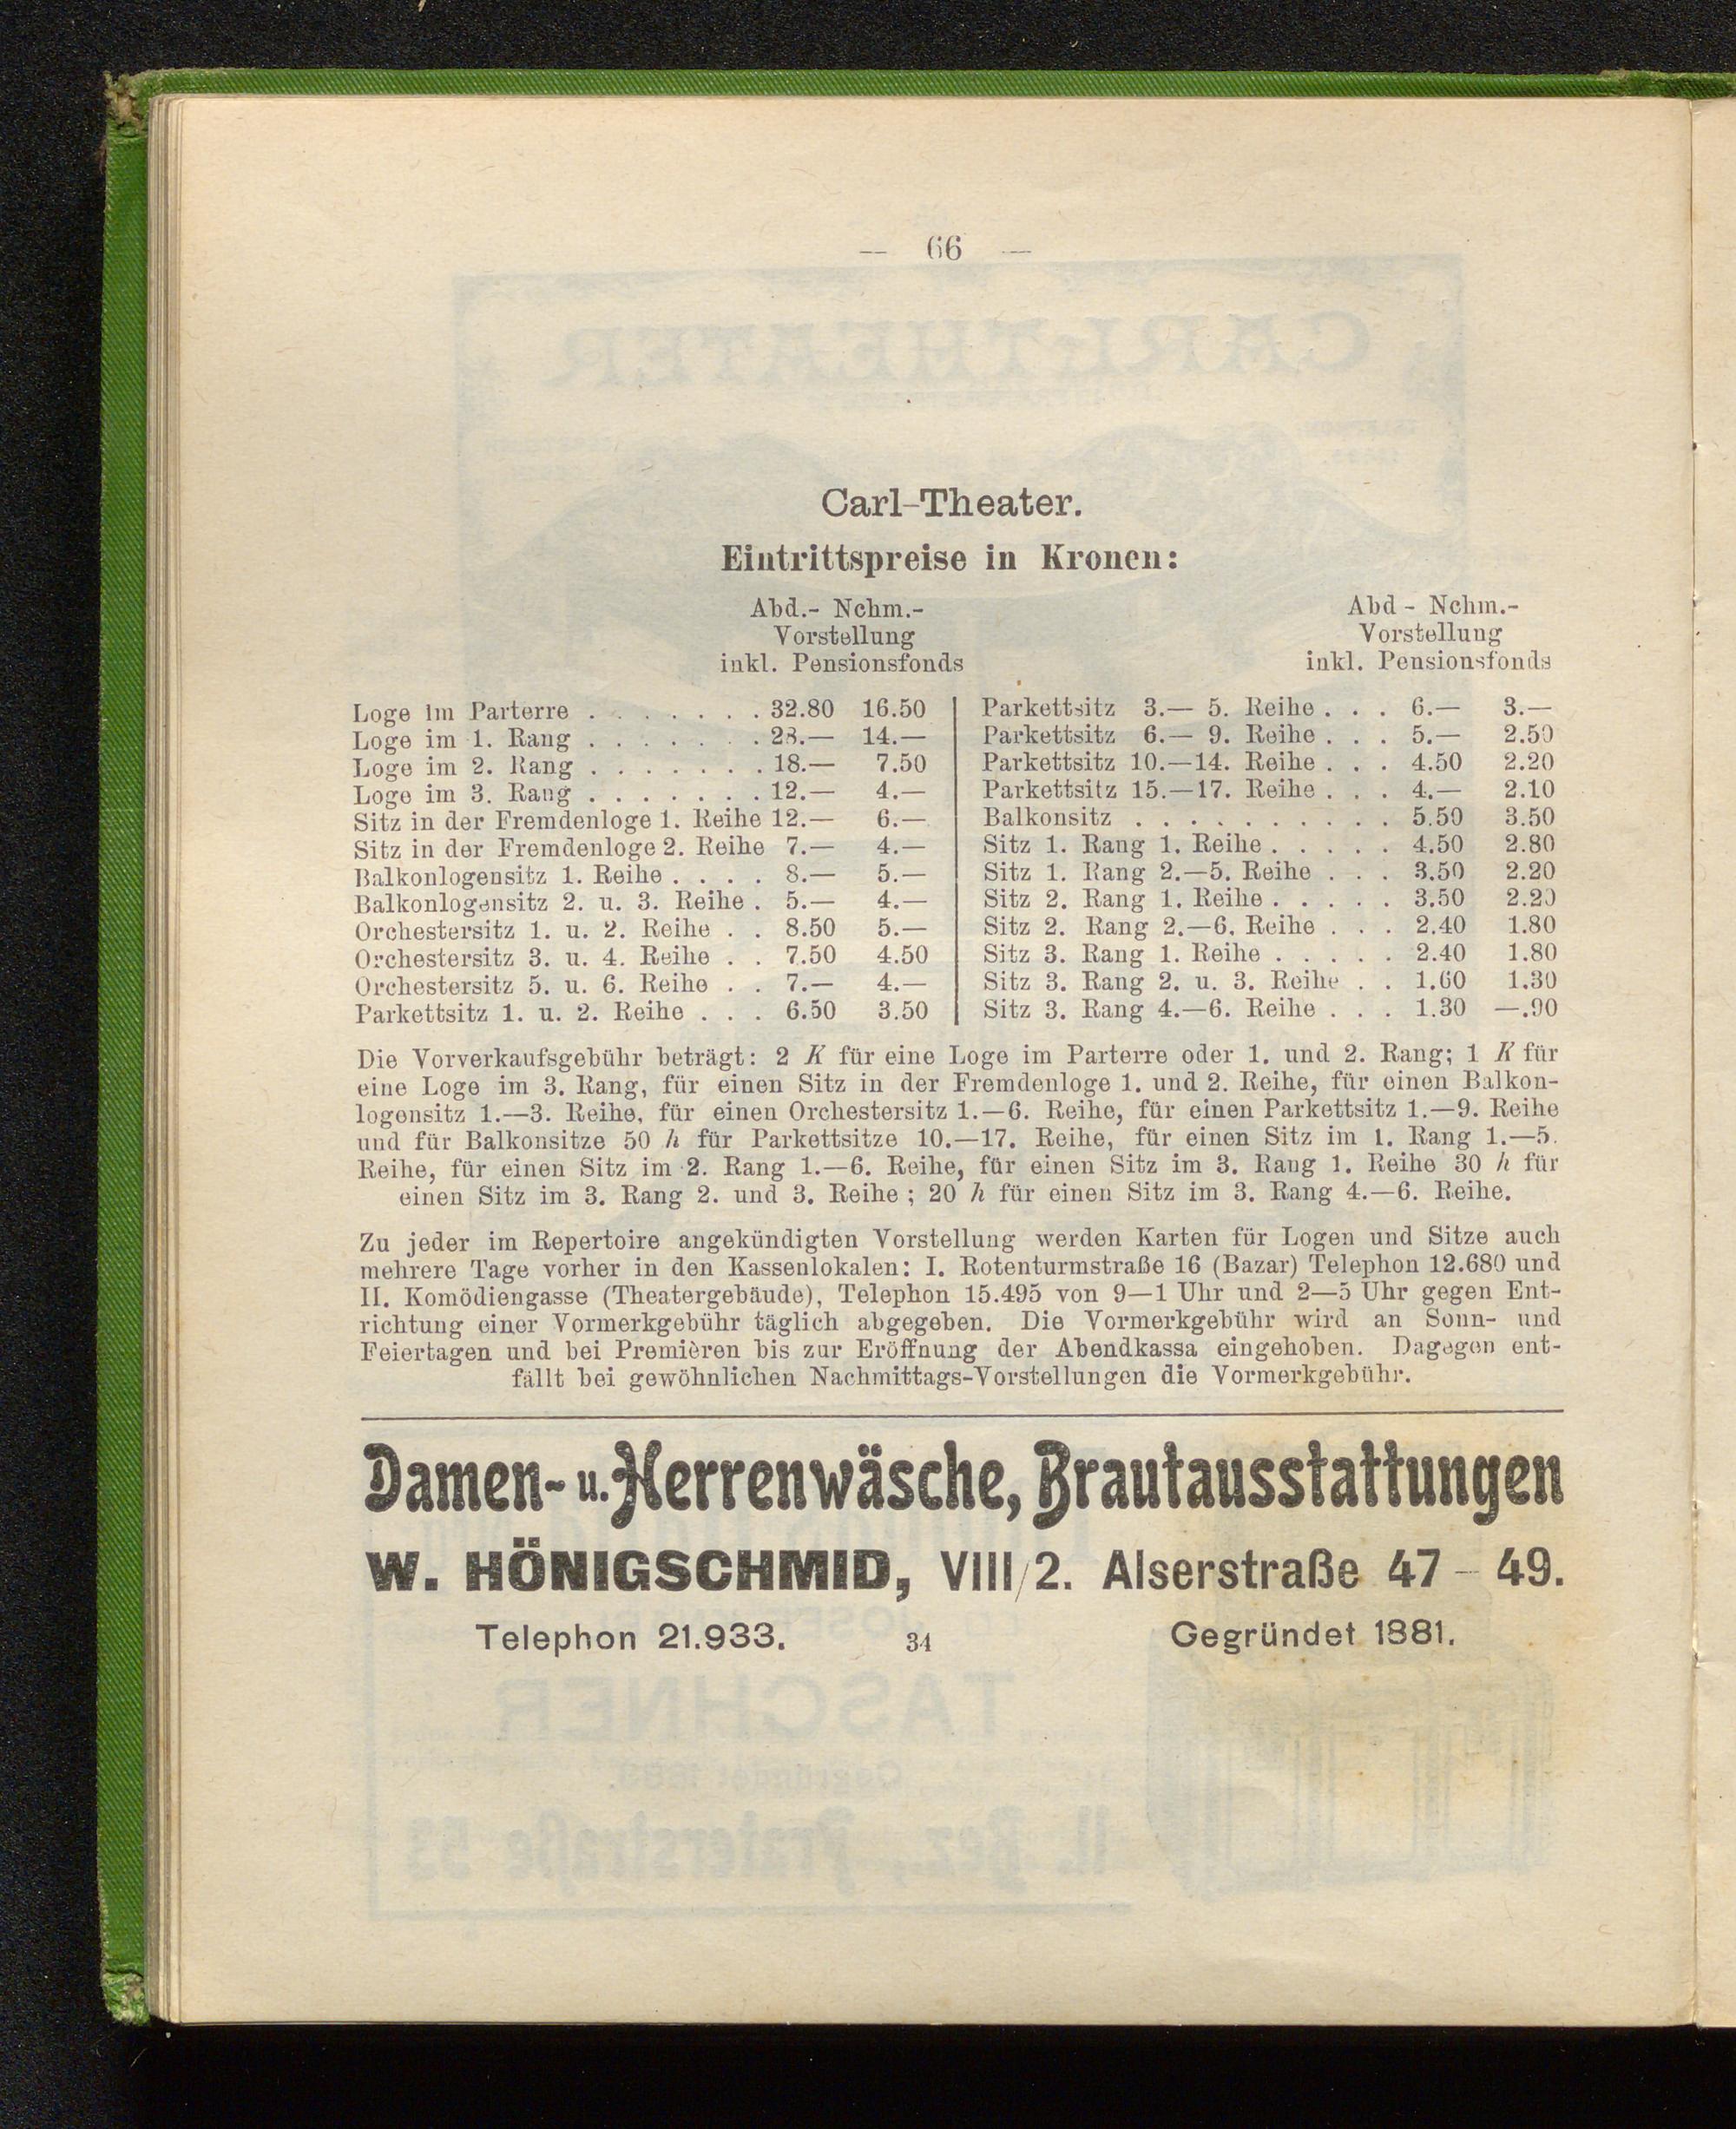 — 66 —
Carl-Theater.
Eintrittspreise in Kronen:
Abd.- Nchm.-
Vorstellung
inkl. Pensionsfonds
Loge im Parterre . . . . . . . 32.80 16.50
Loge im 1. Rang . . . . . . . 28.— 14.—
Loge im 2. Rang . . . . . . . 18.— 7.50
Loge im 3. Rang . . . . . . . 12.— 4.—
Sitz in der Fremdenloge 1. Reihe 12.— 6.—
Sitz in der Fremdenloge 2. Reihe 7.— 4.—
Balkonlogensitz 1. Reihe . . . . 8.— 5.—
Balkonlogensitz 2. u. 3. Reihe . 5.— 4.—
Orchestersitz 1. u. 2. Reihe . . 8.50 5.—
Orchestersitz 3. u. 4. Reihe . . 7.50 4.50
Orchestersitz 5. u. 6. Reihe . . 7.— 4.—
Parkettsitz 1. u. 2. Reihe . . . 6.50 3.50
Abd - Nchm.-
Vorstellung
inkl. Pensionsfonds
Parkettsitz 3.— 5. Reihe . . . 6.— 3.—
Parkettsitz 6.— 9. Reihe . . . 5.— 2.50
Parkettsitz 10.—14. Reihe . . . 4.50 2.20
Parkettsitz 15.—17. Reihe . . . 4.— 2.10
Balkonsitz . . . . . . . . . . 5.50 3.50
Sitz 1. Rang 1. Reihe . . . . . 4.50 2.80
Sitz 1. Rang 2.—5. Reihe . . . 3.50 2.20
Sitz 2. Rang 1. Reihe . . . . . 3.50 2.20
Sitz 2. Rang 2.—6. Reihe . . . 2.40 1.80
Sitz 3. Rang 1. Reihe . . . . . 2.40 1.80
Sitz 3. Rang 2. u. 3. Reihe . . 1.60 1.30
Sitz 3. Rang 4.—6. Reihe . . . 1.30 —.90
Die Vorverkaufsgebühr beträgt: 2 K für eine Loge im Parterre oder 1. und 2. Rang; 1 K für
eine Loge im 3. Rang, für einen Sitz in der Fremdenloge 1. und 2. Reihe, für einen Balkon-
logensitz 1.—3. Reihe, für einen Orchestersitz 1.—6. Reihe, für einen Parkettsitz 1.—9. Reihe
und für Balkonsitze 50 h für Parkettsitze 10.—17. Reihe, für einen Sitz im 1. Rang 1.—5.
Reihe, für einen Sitz im 2. Rang 1.—6. Reihe, für einen Sitz im 3. Rang 1. Reihe 30 h für
einen Sitz im 3. Rang 2. und 3. Reihe ; 20 h für einen Sitz im 3. Rang 4.—6. Reihe.
Zu jeder im Repertoire angekündigten Vorstellung werden Karten für Logen und Sitze auch
mehrere Tage vorher in den Kassenlokalen: I. Rotenturmstraße 16 (Bazar) Telephon 12.680 und
II. Komödiengasse (Theatergebäude), Telephon 15.495 von 9—1 Uhr und 2—5 Uhr gegen Ent-
richtung einer Vormerkgebühr täglich abgegeben. Die Vormerkgebühr wird an Sonn- und
Feiertagen und bei Premièren bis zur Eröffnung der Abendkassa eingehoben. Dagegen ent-
fällt bei gewöhnlichen Nachmittags-Vorstellungen die Vormerkgebühr.
Damen- u. Herrenwäsche, Brautausstattungen
W. HÖNIGSCHMID, VIII/2. Alserstraße 47 – 49.
Telephon 21.933. 34 Gegründet 1881.